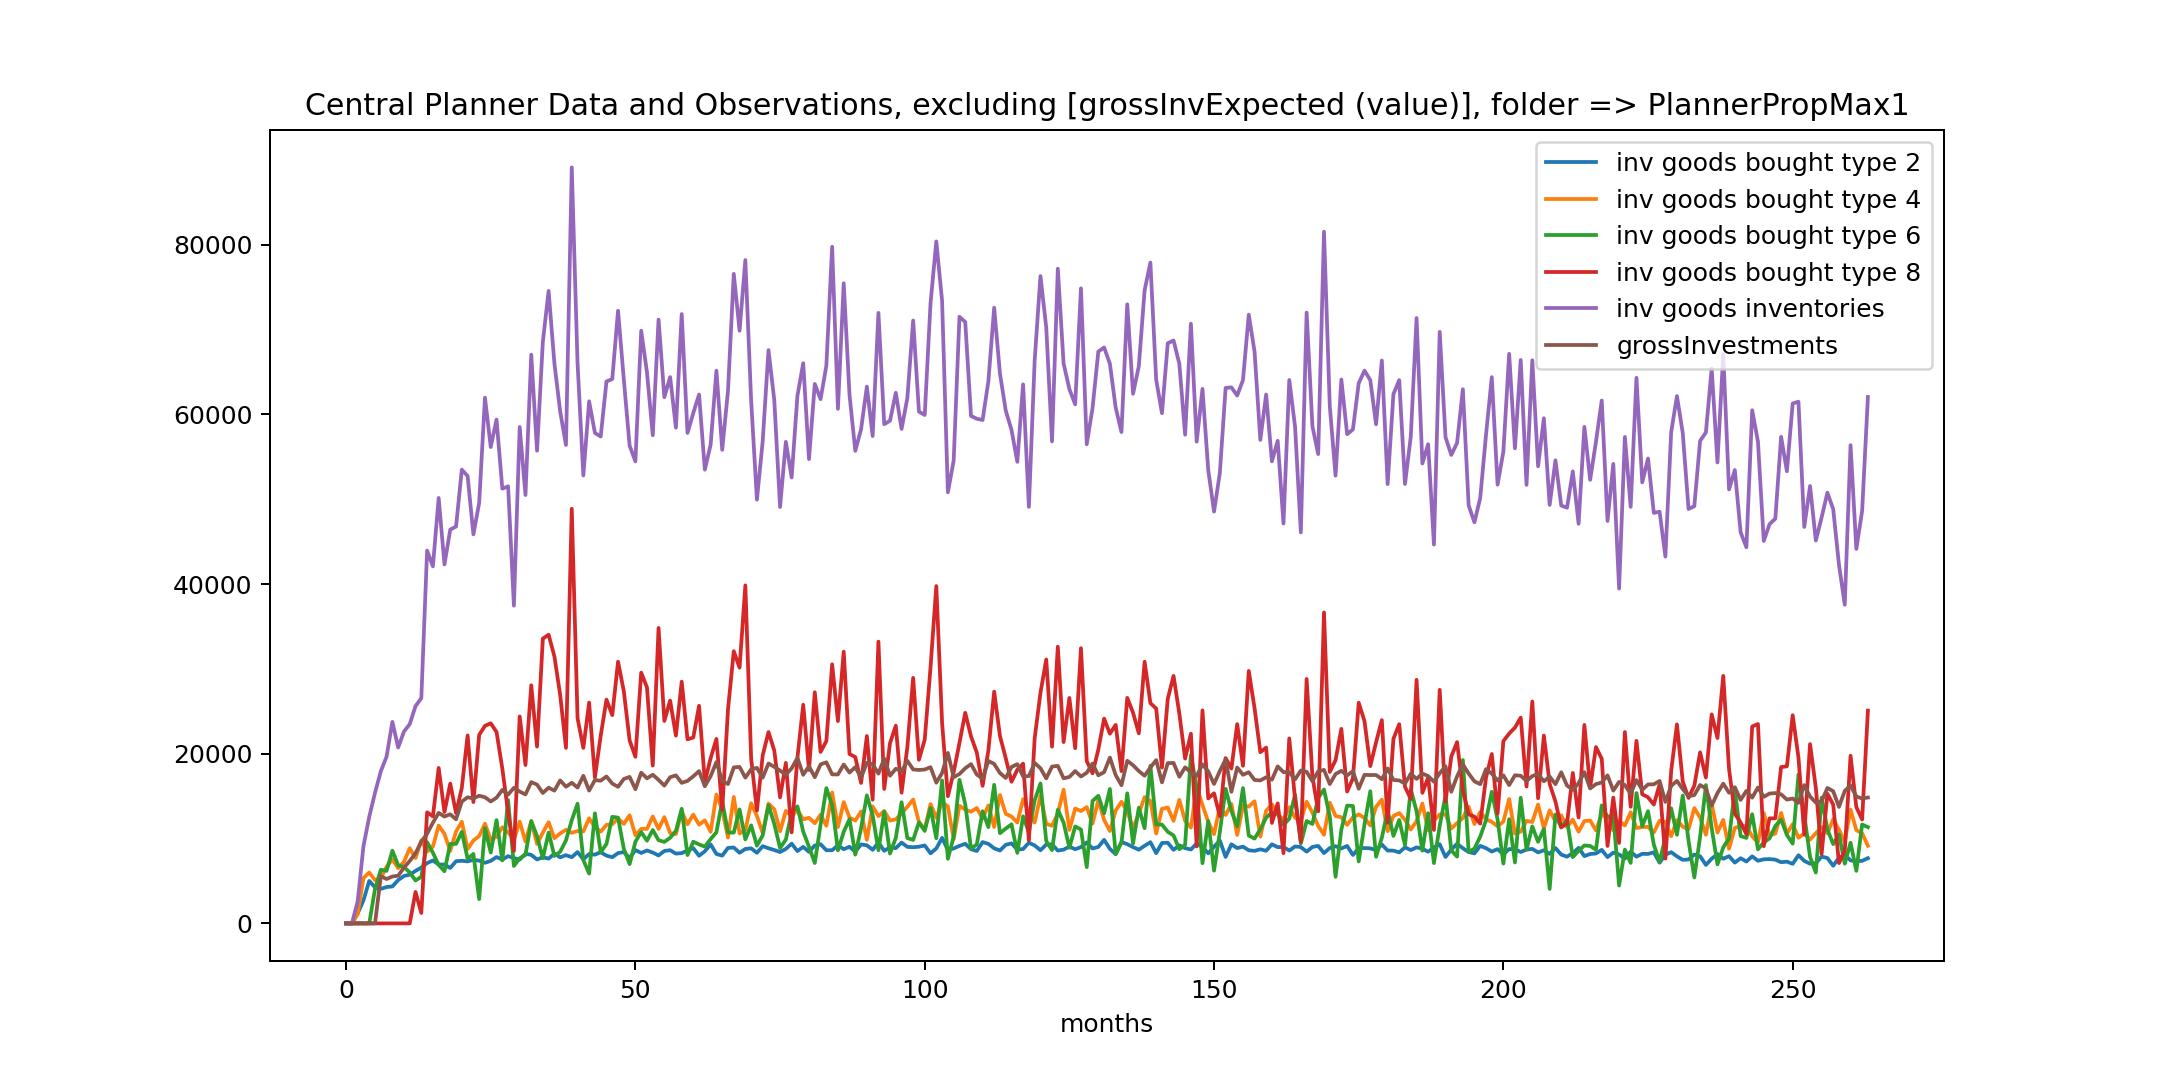 Central Planner Data and Observations, excluding [grossInvExpected (value)], folder => PlannerPropMax1
inv goods bought type 2
inv goods bought type 4
inv goods bought type 6
inv goods bought type 8
inv goods inventories
grossInvestments
80000
60000
40000
20000
0
0 50 100 150 200 250
months